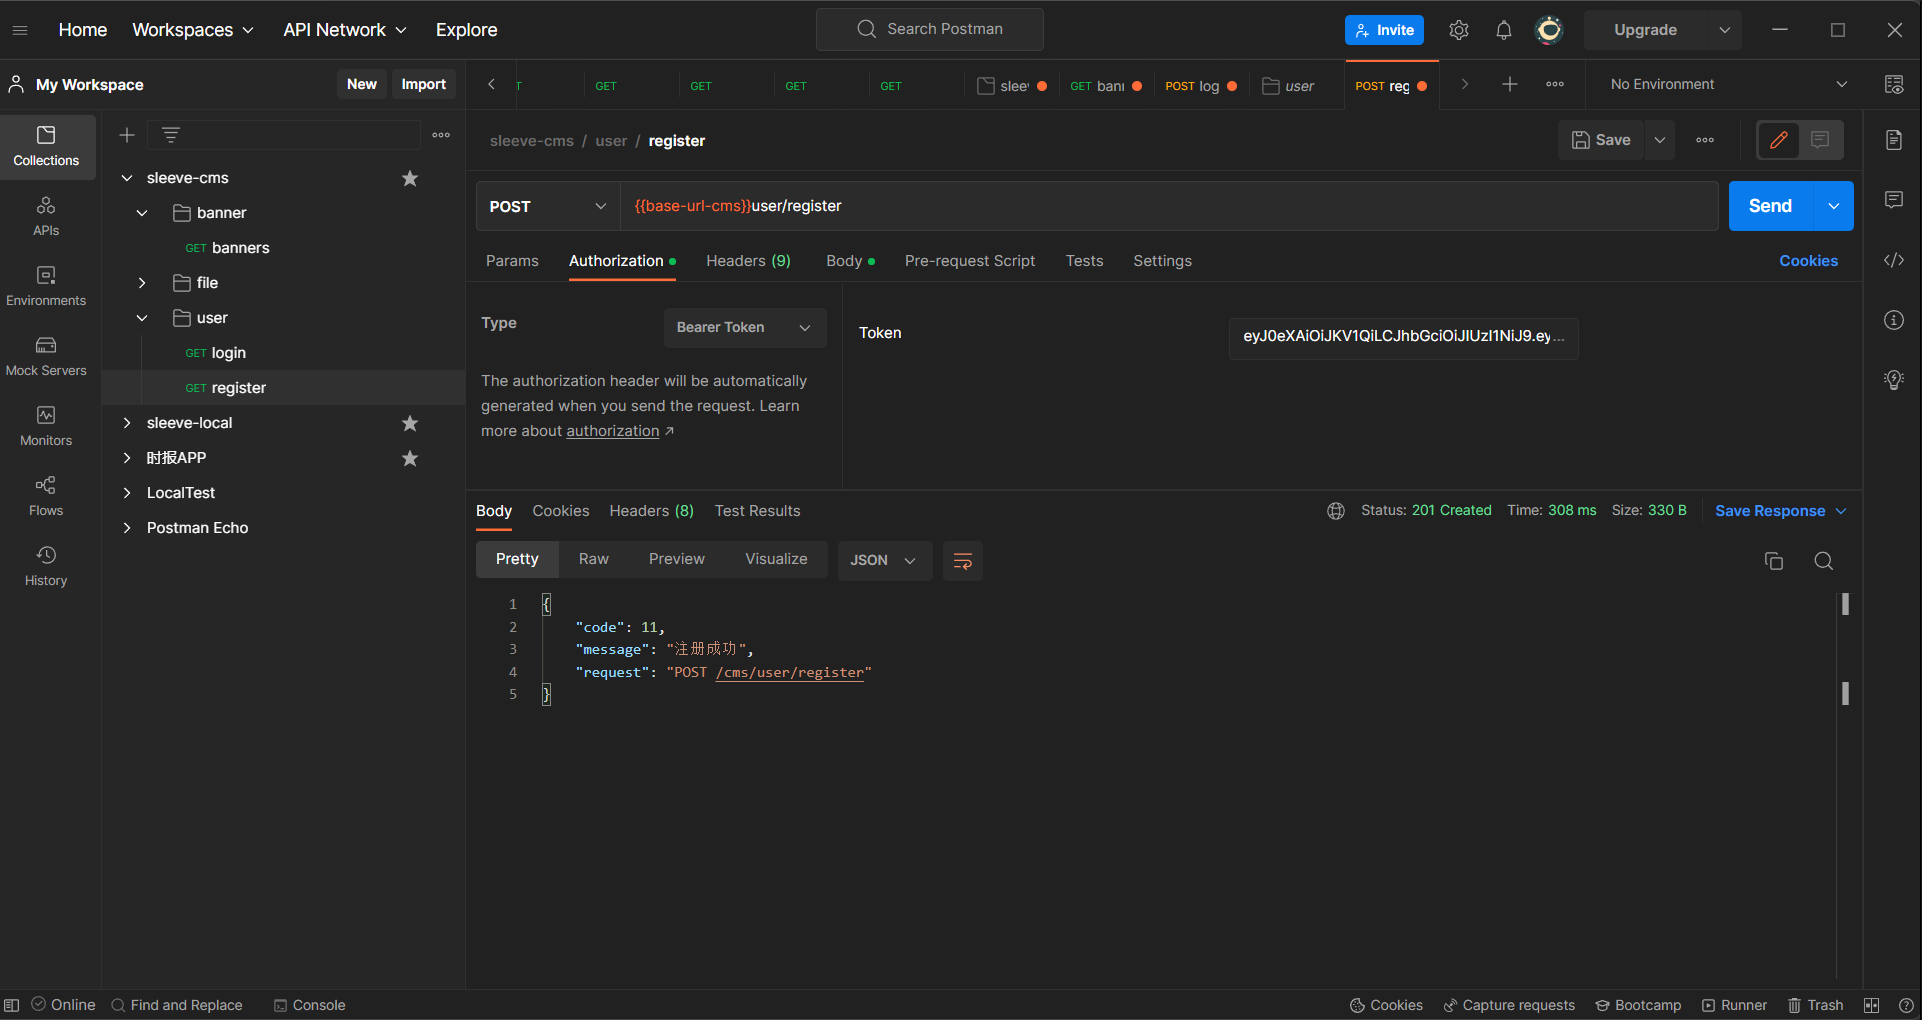 Home Workspaces API Network Explore Search Postman Invite Upgrade
My Workspace New Import
T GET GET GET GET slee GET bani POST log user POST reg No Environment
sleeve-cms / user / register Save
Collections
APIs
Environments
Mock Servers
Monitors
Flows
History
sleeve-cms
banner
GET banners
file
user
GET login
GET register
sleeve-local
时报APP
LocalTest
Postman Echo
POST {{base-url-cms}}user/register Send
Params Authorization Headers (9) Body Pre-request Script Tests Settings Cookies
Type Bearer Token
The authorization header will be automatically
generated when you send the request. Learn
more about authorization ↗
Token eyJ0eXAiOiJKV1QiLCJhbGciOiJIUzI1NiJ9.ey...
Body Cookies Headers (8) Test Results Status: 201 Created Time: 308 ms Size: 330 B Save Response
Pretty Raw Preview Visualize JSON
1 {
2 "code": 11,
3 "message": "注册成功",
4 "request": "POST /cms/user/register"
5 }
Online Find and Replace Console Cookies Capture requests Bootcamp Runner Trash